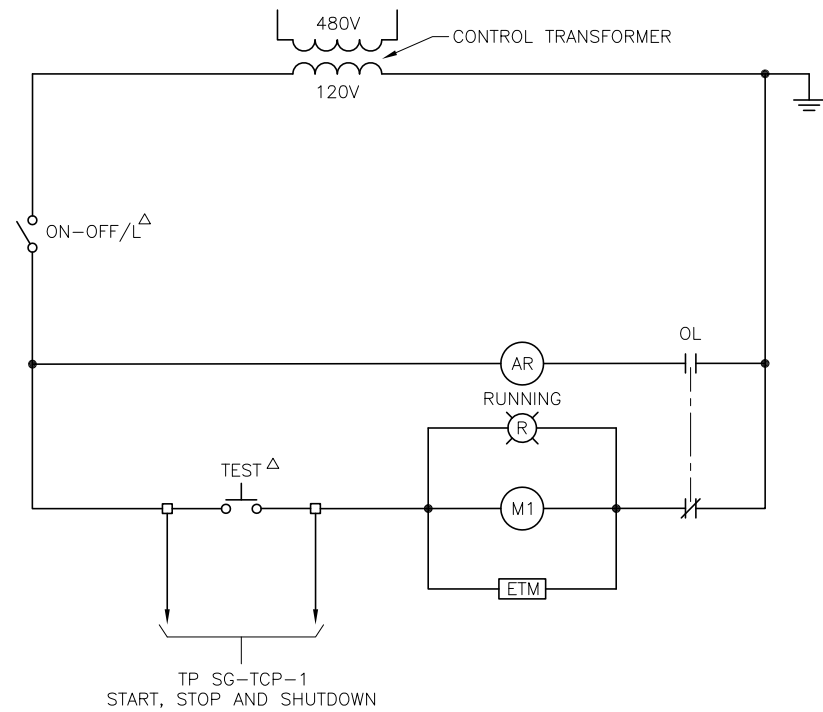 480V
CONTROL TRANSFORMER
120V
ON-OFF/L△
OL
AR
RUNNING
R
TEST△
M1
ETM
TP SG-TCP-1
START, STOP AND SHUTDOWN